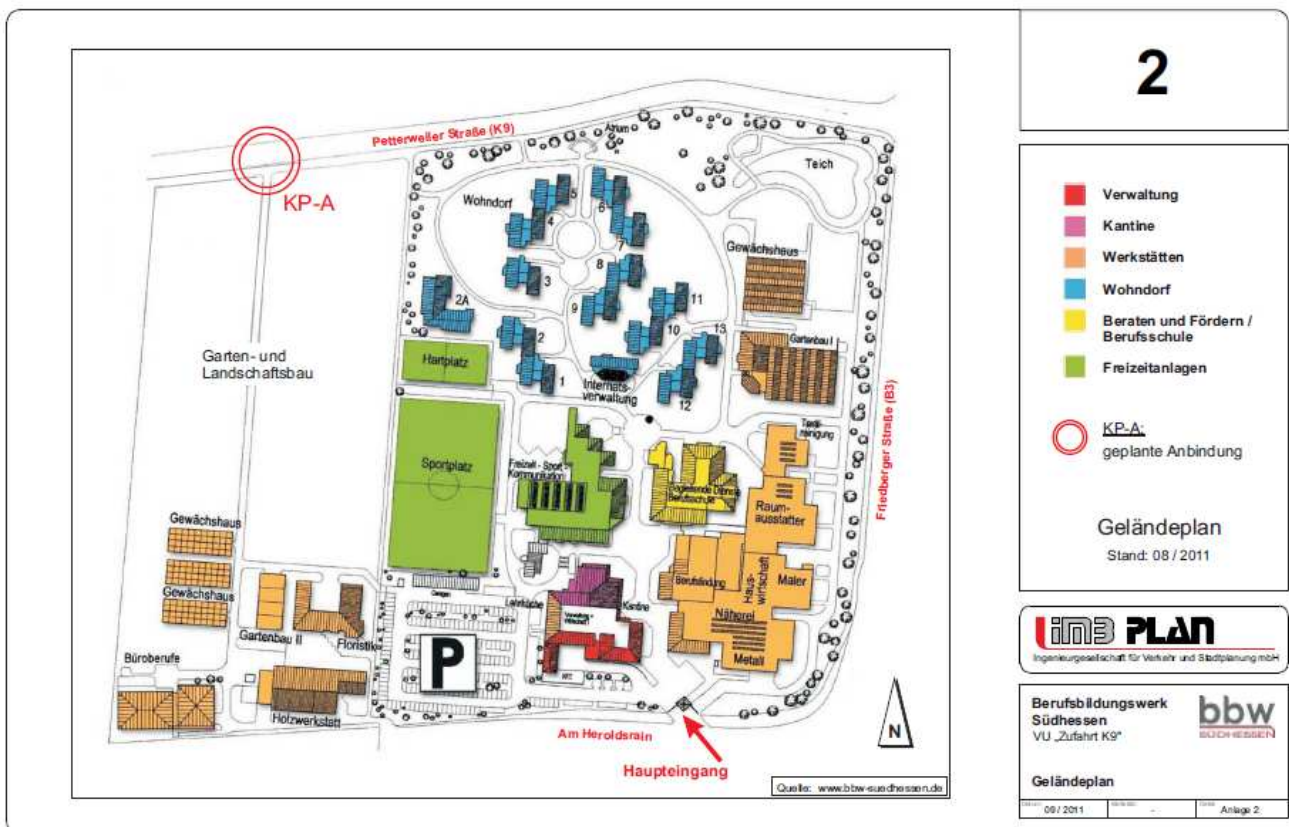 Petterweiler Straße (K9)
KP-A
Atrium
Teich
Wohndorf
5
6
4
7
3
8
9
11
10
2A
2
1
13
12
Gewächshaus
Gartenbau I
Internats-
verwaltung
Garten- und
Landschaftsbau
Hartplatz
Sportplatz
Freizeit - Sport -
Kommunikation
Begleitende Dienste
Berufsschule
Textil-
reinigung
Raum-
ausstatter
Friedberger Straße (B3)
Gewächshaus
Gewächshaus
Gartenbau II
Floristik
Büroberufe
Holzwerkstatt
Garagen
Lehrküche
Kantine
Berufsfindung
Haus-
wirtschaft
Maler
Näherei
Metall
P
Am Heroldsrain
Haupteingang
N
Quelle: www.bbw-suedhessen.de
2
Verwaltung
Kantine
Werkstätten
Wohndorf
Beraten und Fördern /
Berufsschule
Freizeitanlagen
KP-A:
geplante Anbindung
Geländeplan
Stand: 08 / 2011
IMB PLAN
Ingenieurgesellschaft für Verkehr und Stadtplanung mbH
Berufsbildungswerk
Südhessen
VU „Zufahrt K9"
bbw
SÜDHESSEN
Geländeplan
09 / 2011
-
Anlage 2